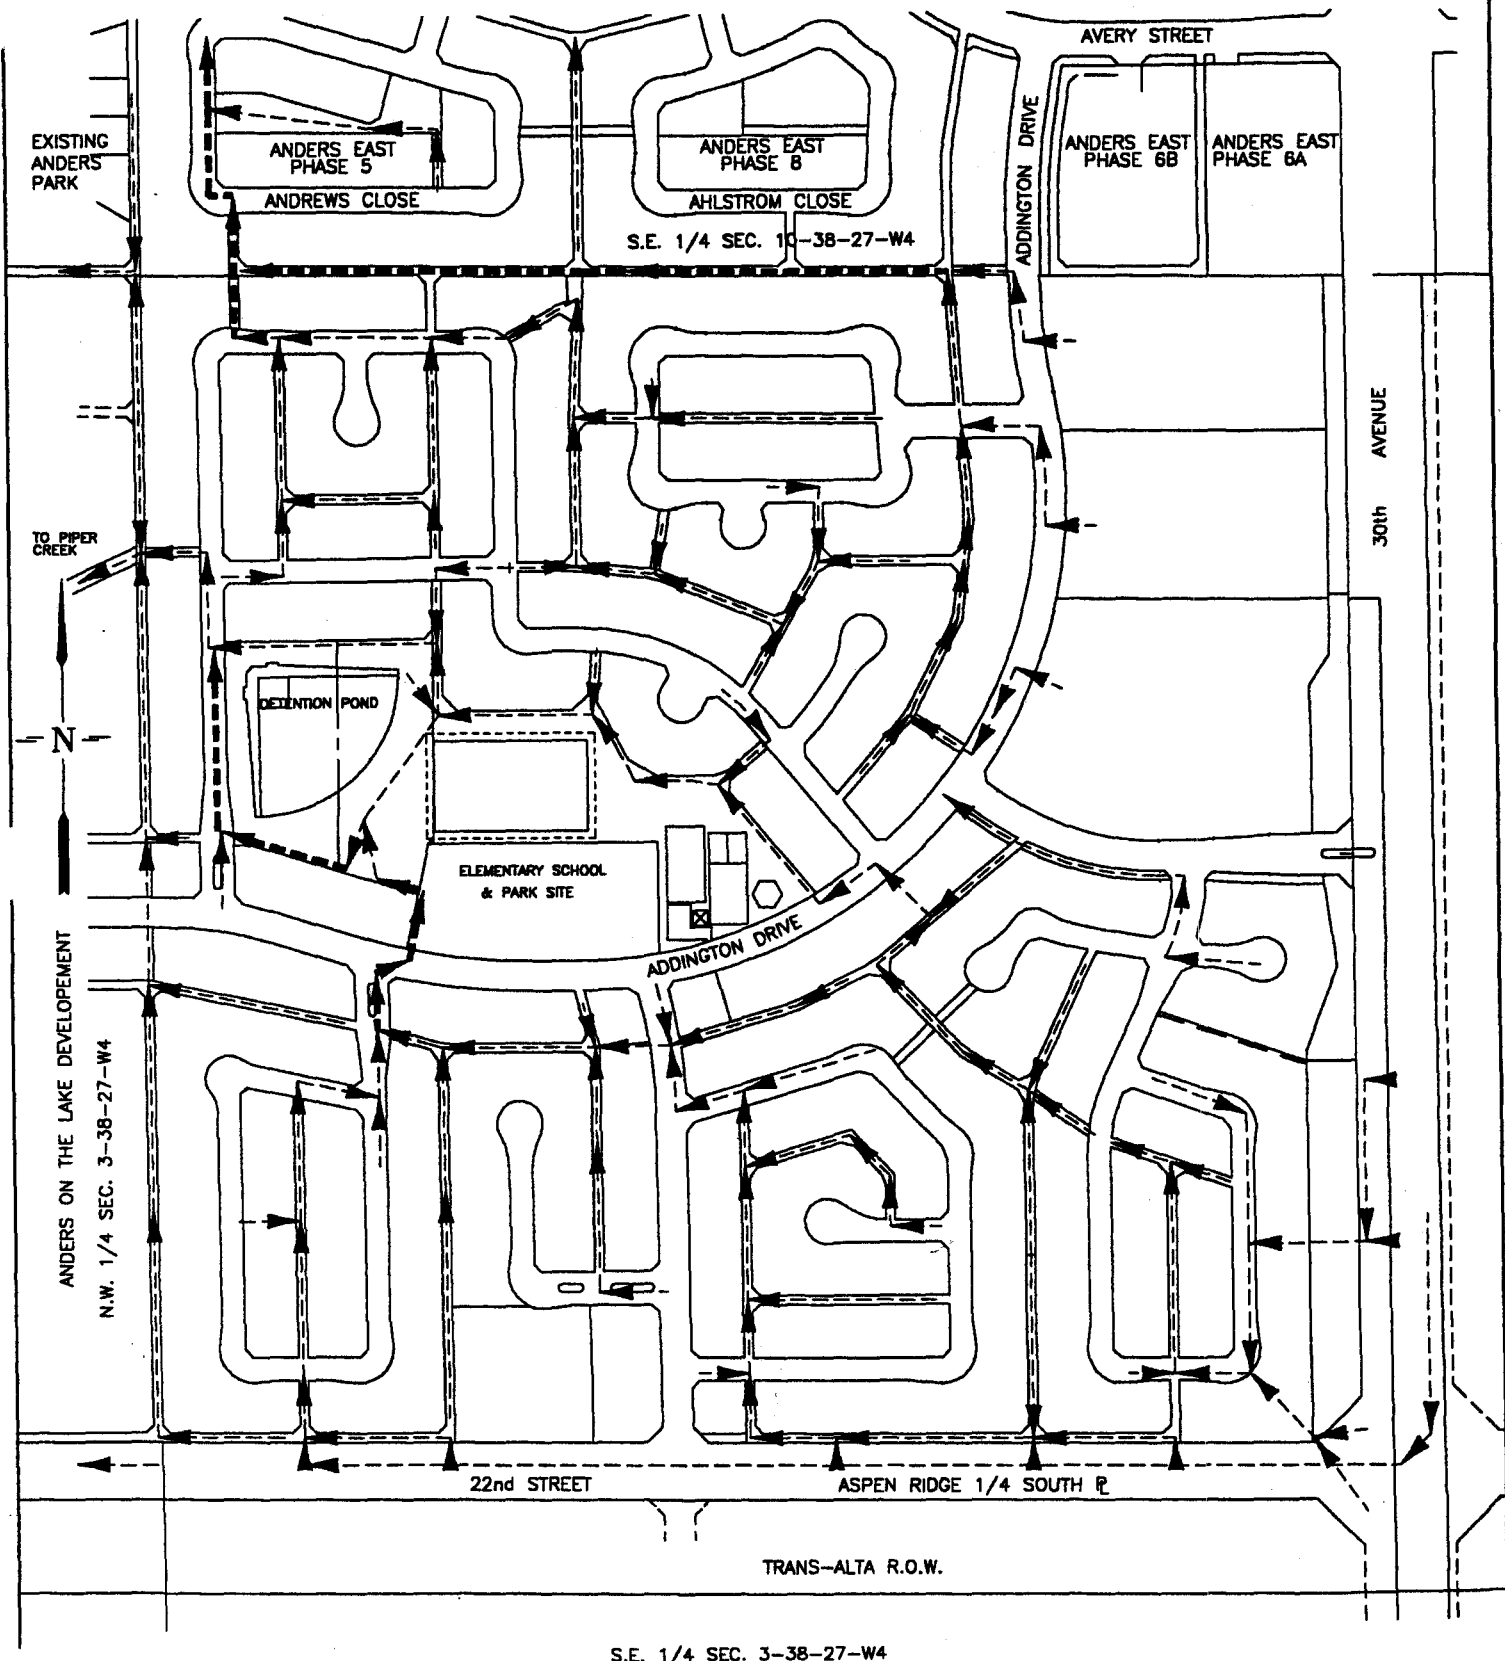 AVERY STREET
EXISTING
ANDERS
PARK
ANDERS EAST
PHASE 5
ANDREWS CLOSE
ANDERS EAST
PHASE 8
AHLSTROM CLOSE
S.E. 1/4 SEC. 10-38-27-W4
ADDINGTON DRIVE
ANDERS EAST
PHASE 6B
ANDERS EAST
PHASE 6A
30th AVENUE
TO PIPER
CREEK
N
DETENTION POND
ELEMENTARY SCHOOL
& PARK SITE
ADDINGTON DRIVE
ANDERS ON THE LAKE DEVELOPEMENT
N.W. 1/4 SEC. 3-38-27-W4
22nd STREET
ASPEN RIDGE 1/4 SOUTH PL
TRANS-ALTA R.O.W.
S.E. 1/4 SEC. 3-38-27-W4